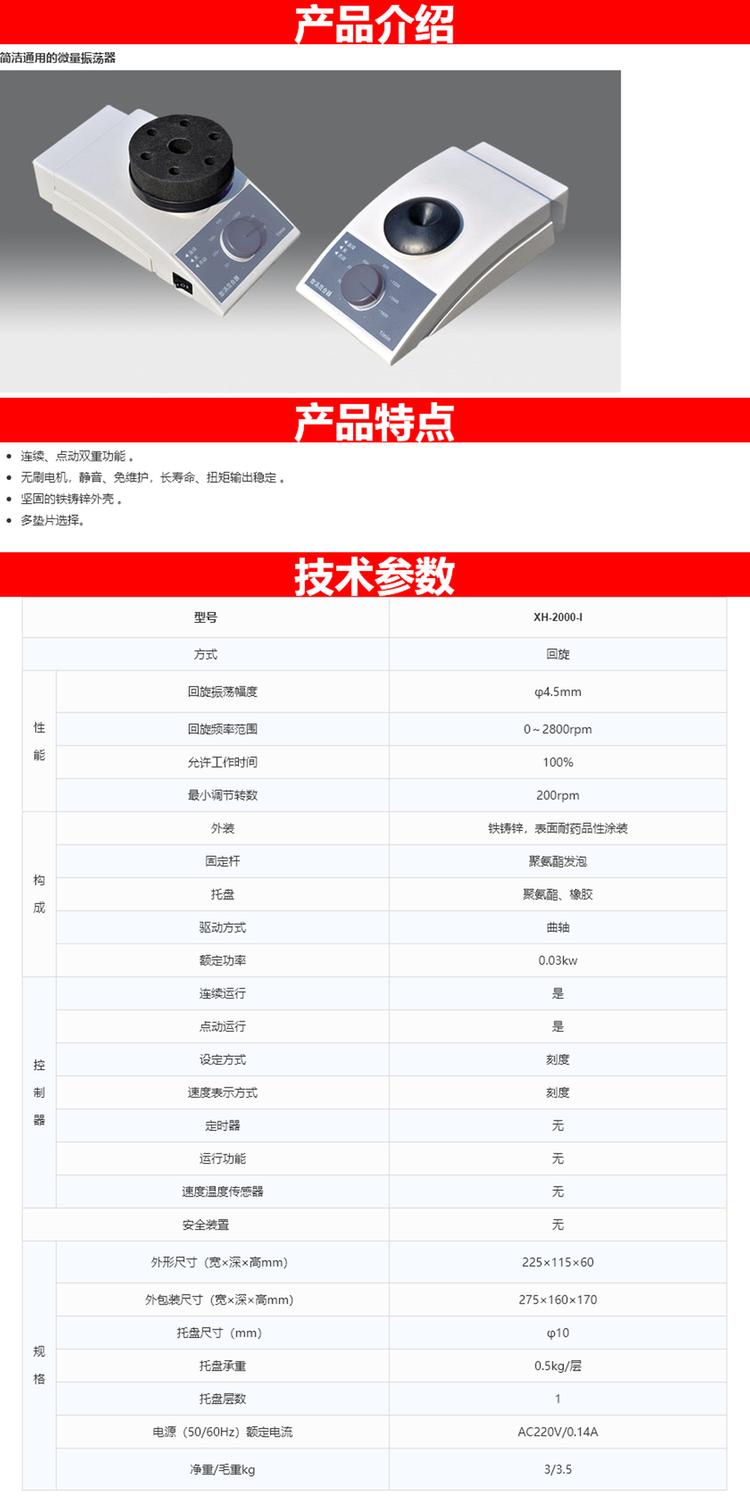 产品介绍
简洁通用的微量振荡器
产品特点
连续、点动双重功能 。
无刷电机，静音、免维护，长寿命、扭矩输出稳定 。
坚固的铁铸锌外壳 。
多垫片选择。
技术参数
型号 XH-2000-I
方式 回旋
性能
回旋振荡幅度 φ4.5mm
回旋频率范围 0～2800rpm
允许工作时间 100%
最小调节转数 200rpm
构成
外装 铁铸锌，表面耐药品性涂装
固定杆 聚氨酯发泡
托盘 聚氨酯、橡胶
驱动方式 曲轴
额定功率 0.03kw
控制器
连续运行 是
点动运行 是
设定方式 刻度
速度表示方式 刻度
定时器 无
运行功能 无
速度温度传感器 无
安全装置 无
规格
外形尺寸（宽×深×高mm） 225×115×60
外包装尺寸（宽×深×高mm） 275×160×170
托盘尺寸（mm） φ10
托盘承重 0.5kg/层
托盘层数 1
电源（50/60Hz）额定电流 AC220V/0.14A
净重/毛重kg 3/3.5